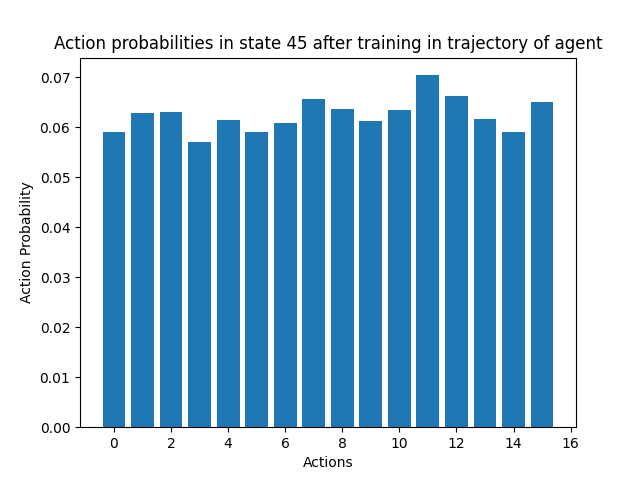 Action probabilities in state 45 after training in trajectory of agent
0.07
0.06
0.05
0.04
0.03
0.02
0.01
0.00
Action Probability
0 2 4 6 8 10 12 14 16
Actions